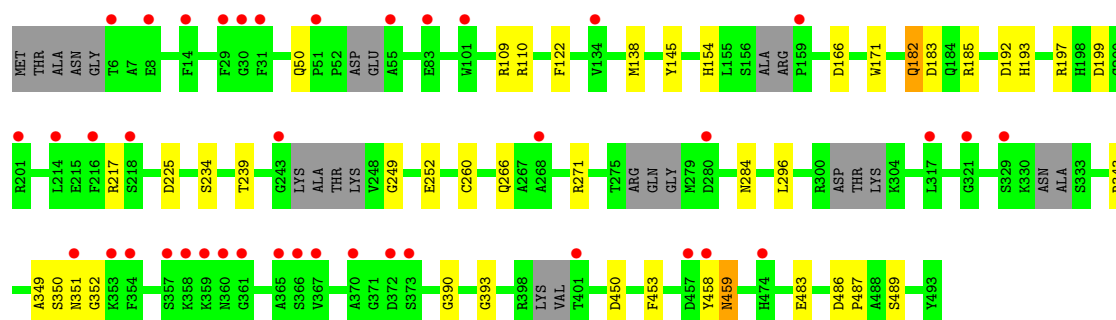 MET THR ALA ASN GLY T6 A7 E8 F14 F29 G30 F31 Q50 P51 P52 ASP GLU A55 E83 W101 R109 R110 F122 V134 M138 Y145 H154 L155 S156 ALA ARG P159 D166 W171 Q182 D183 Q184 R185 D192 H193 R197 H198 D199
R201 L214 E215 F216 R217 S218 D225 S234 T239 G243 LYS ALA THR LYS V248 G249 E252 C260 Q266 A267 A268 R271 T275 ARG GLN GLY M279 D280 N284 L296 R300 ASP THR LYS K304 L317 G321 S329 K330 ASN ALA S333
A349 S350 N351 G352 K353 F354 S357 K358 K359 N360 G361 A365 S366 V367 A370 G371 D372 S373 G390 G393 R398 LYS VAL T401 D450 F453 D457 Y458 N459 H474 E483 D486 P487 A488 S489 Y493